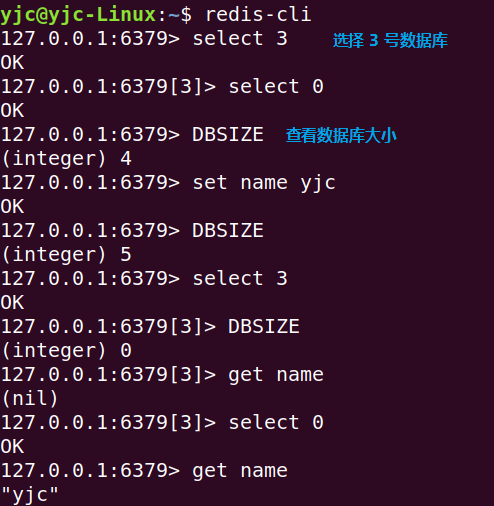 yjc@yjc-Linux:~$ redis-cli
127.0.0.1:6379> select 3 选择 3 号数据库
OK
127.0.0.1:6379[3]> select 0
OK
127.0.0.1:6379> DBSIZE 查看数据库大小
(integer) 4
127.0.0.1:6379> set name yjc
OK
127.0.0.1:6379> DBSIZE
(integer) 5
127.0.0.1:6379> select 3
OK
127.0.0.1:6379[3]> DBSIZE
(integer) 0
127.0.0.1:6379[3]> get name
(nil)
127.0.0.1:6379[3]> select 0
OK
127.0.0.1:6379> get name
"yjc"